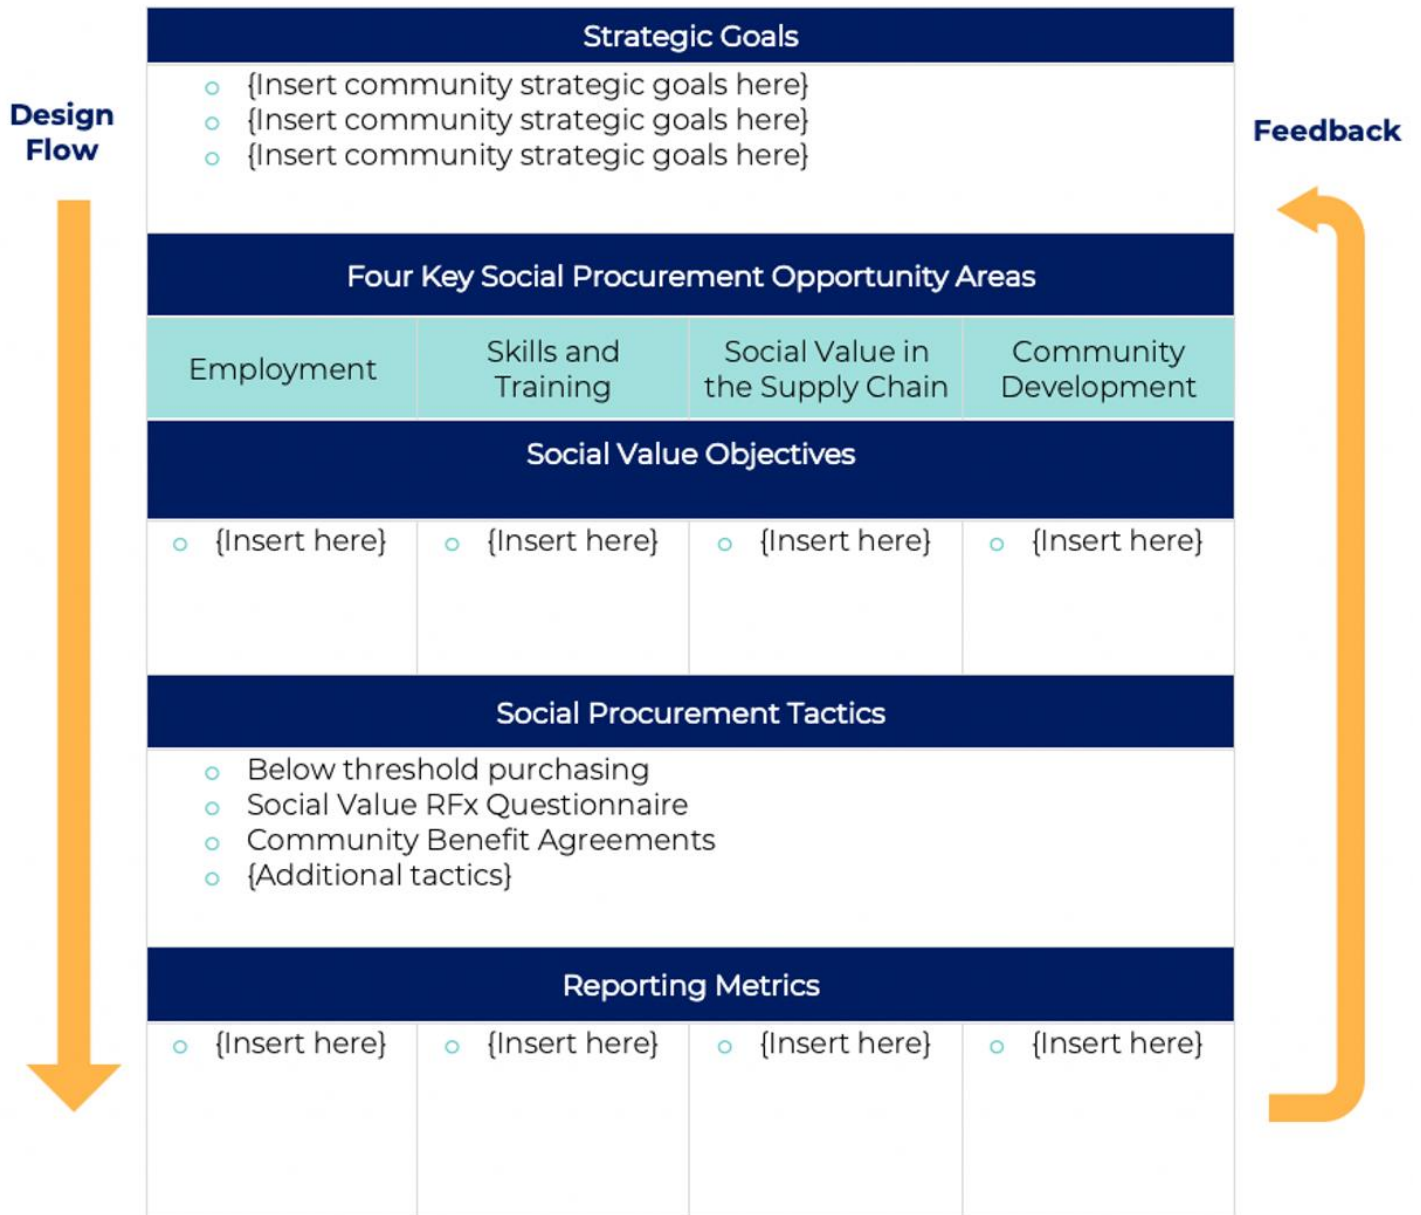 Strategic Goals
{Insert community strategic goals here}
{Insert community strategic goals here}
{Insert community strategic goals here}
Design
Flow
Feedback
Four Key Social Procurement Opportunity Areas
Employment
Skills and
Training
Social Value in
the Supply Chain
Community
Development
Social Value Objectives
{Insert here}
{Insert here}
{Insert here}
{Insert here}
Social Procurement Tactics
Below threshold purchasing
Social Value RFx Questionnaire
Community Benefit Agreements
{Additional tactics}
Reporting Metrics
{Insert here}
{Insert here}
{Insert here}
{Insert here}